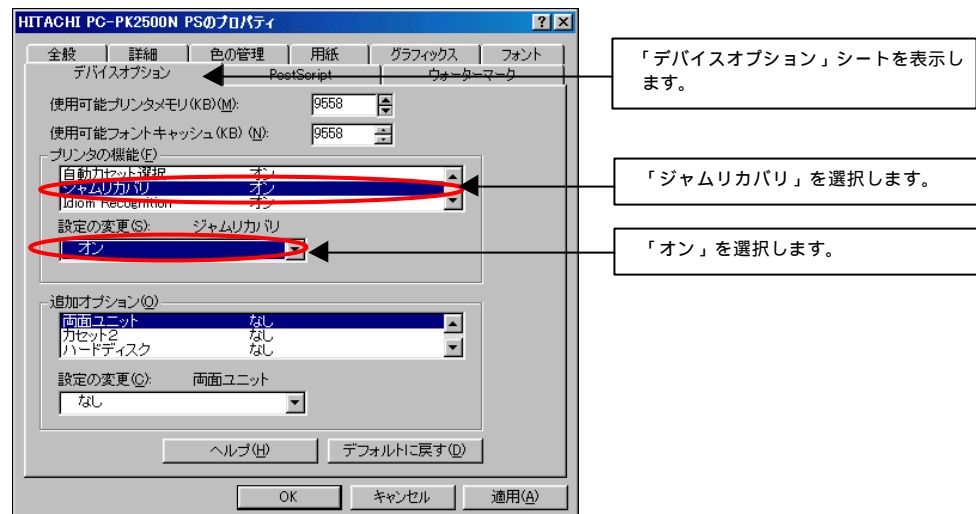 HITACHI PC-PK2500N PSのプロパティ
全般 詳細 色の管理 用紙 グラフィックス フォント
デバイスオプション PostScript ウォーターマーク
使用可能プリンタメモリ(KB)(M): 9558
使用可能フォントキャッシュ(KB) (N): 9558
プリンタの機能(F)
自動カセット選択 オン
ジャムリカバリ オン
Idiom Recognition オン
設定の変更(S): ジャムリカバリ
オン
追加オプション(O)
両面ユニット なし
カセット2 なし
ハードディスク なし
設定の変更(C): 両面ユニット
なし
ヘルプ(H) デフォルトに戻す(D)
OK キャンセル 適用(A)
「デバイスオプション」シートを表示し
ます。
「ジャムリカバリ」を選択します。
「オン」を選択します。